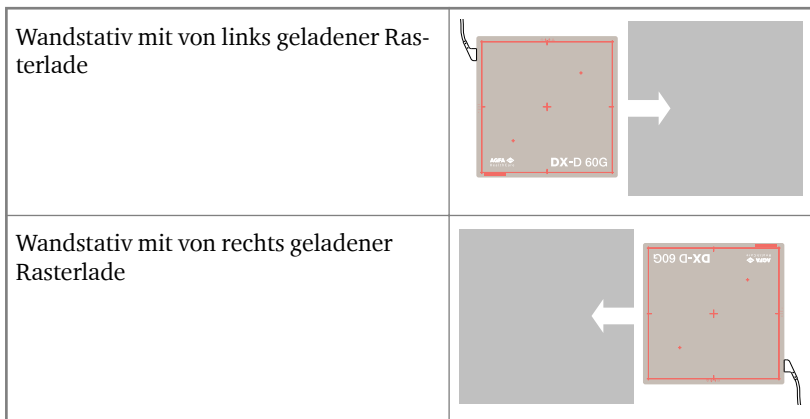 Wandstativ mit von links geladener Ras-
terlade
AGFA
DX-D 60G
Wandstativ mit von rechts geladener
Rasterlade
DX-D 60G
AGFA